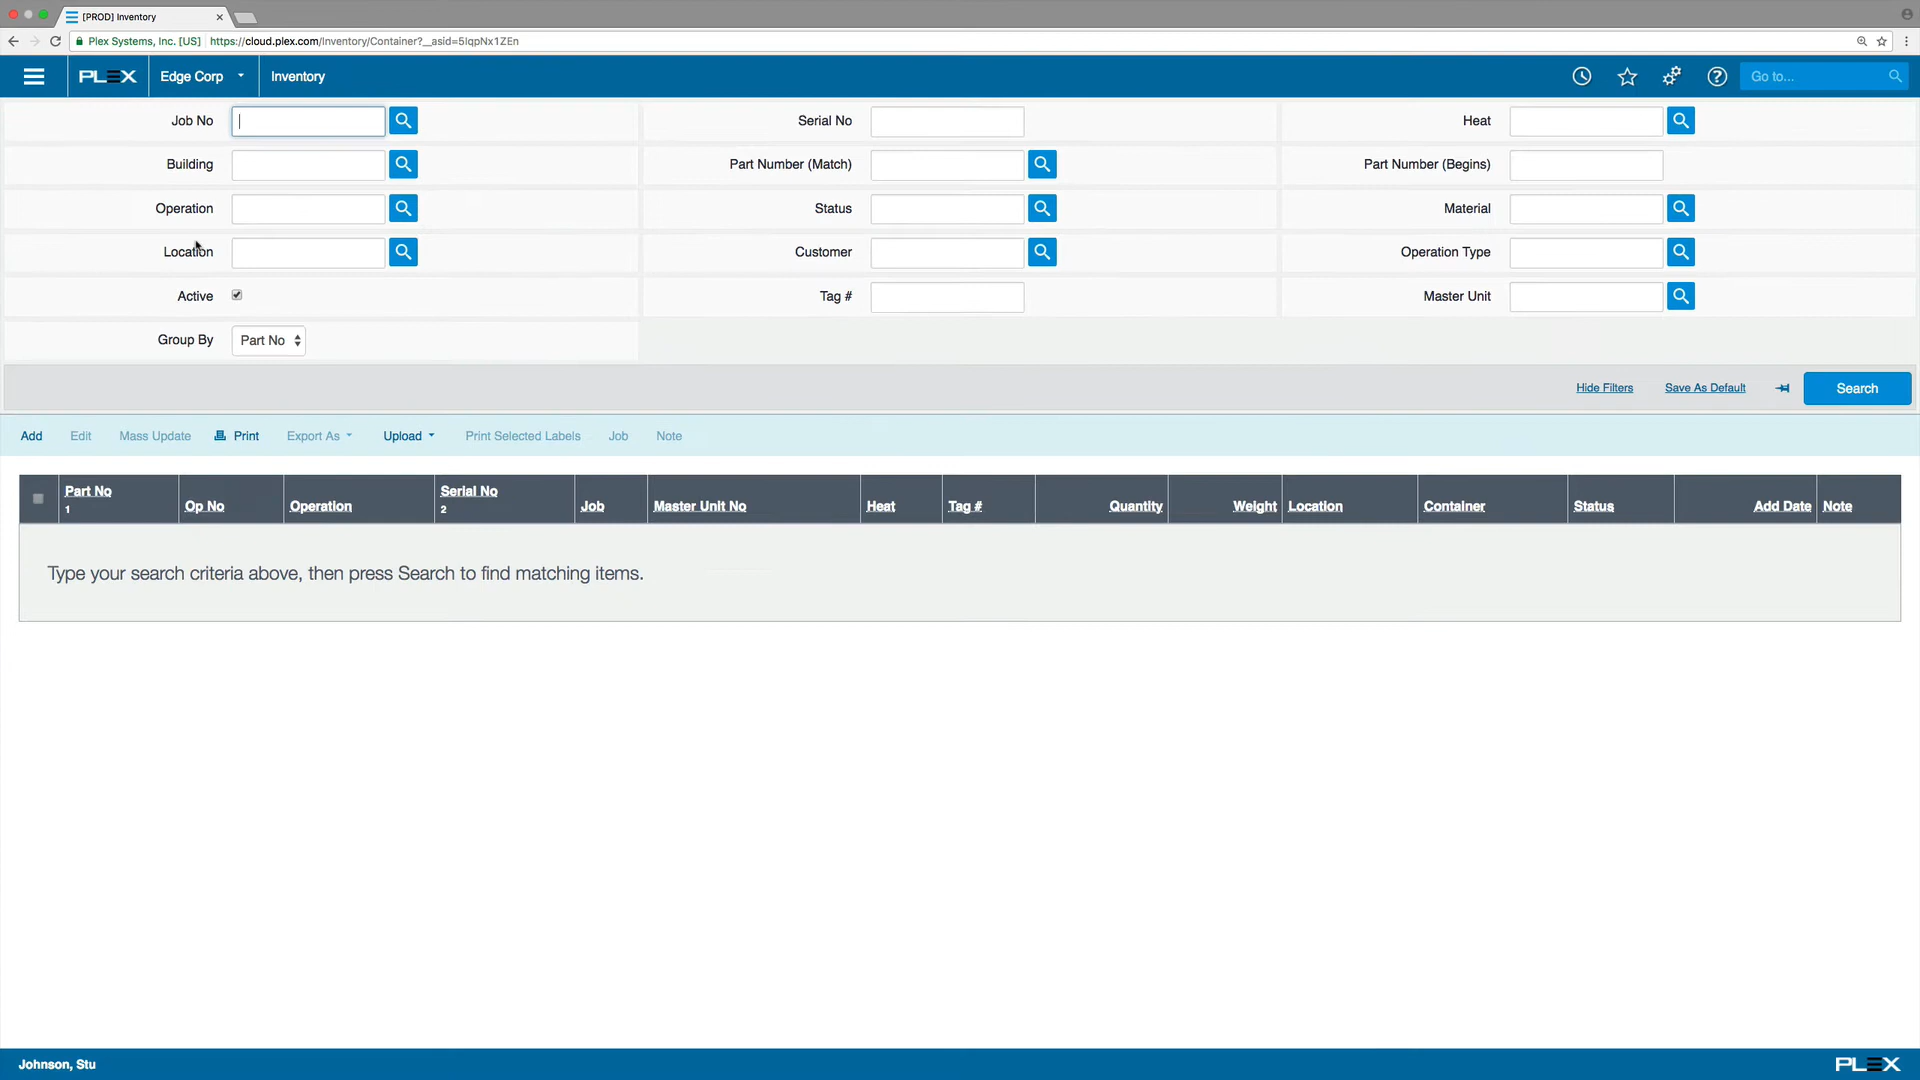 [PROD] Inventory
Plex Systems, Inc. [US] https://cloud.plex.com/Inventory/Container?__asid=5IqpNx1ZEn
PLEX Edge Corp Inventory Go to...
Job No Serial No Heat
Building Part Number (Match) Part Number (Begins)
Operation Status Material
Location Customer Operation Type
Active Tag # Master Unit
Group By Part No
Hide Filters Save As Default Search
Add Edit Mass Update Print Export As Upload Print Selected Labels Job Note
Part No 1 Op No Operation Serial No 2 Job Master Unit No Heat Tag # Quantity Weight Location Container Status Add Date Note
Type your search criteria above, then press Search to find matching items.
Johnson, Stu PLEX